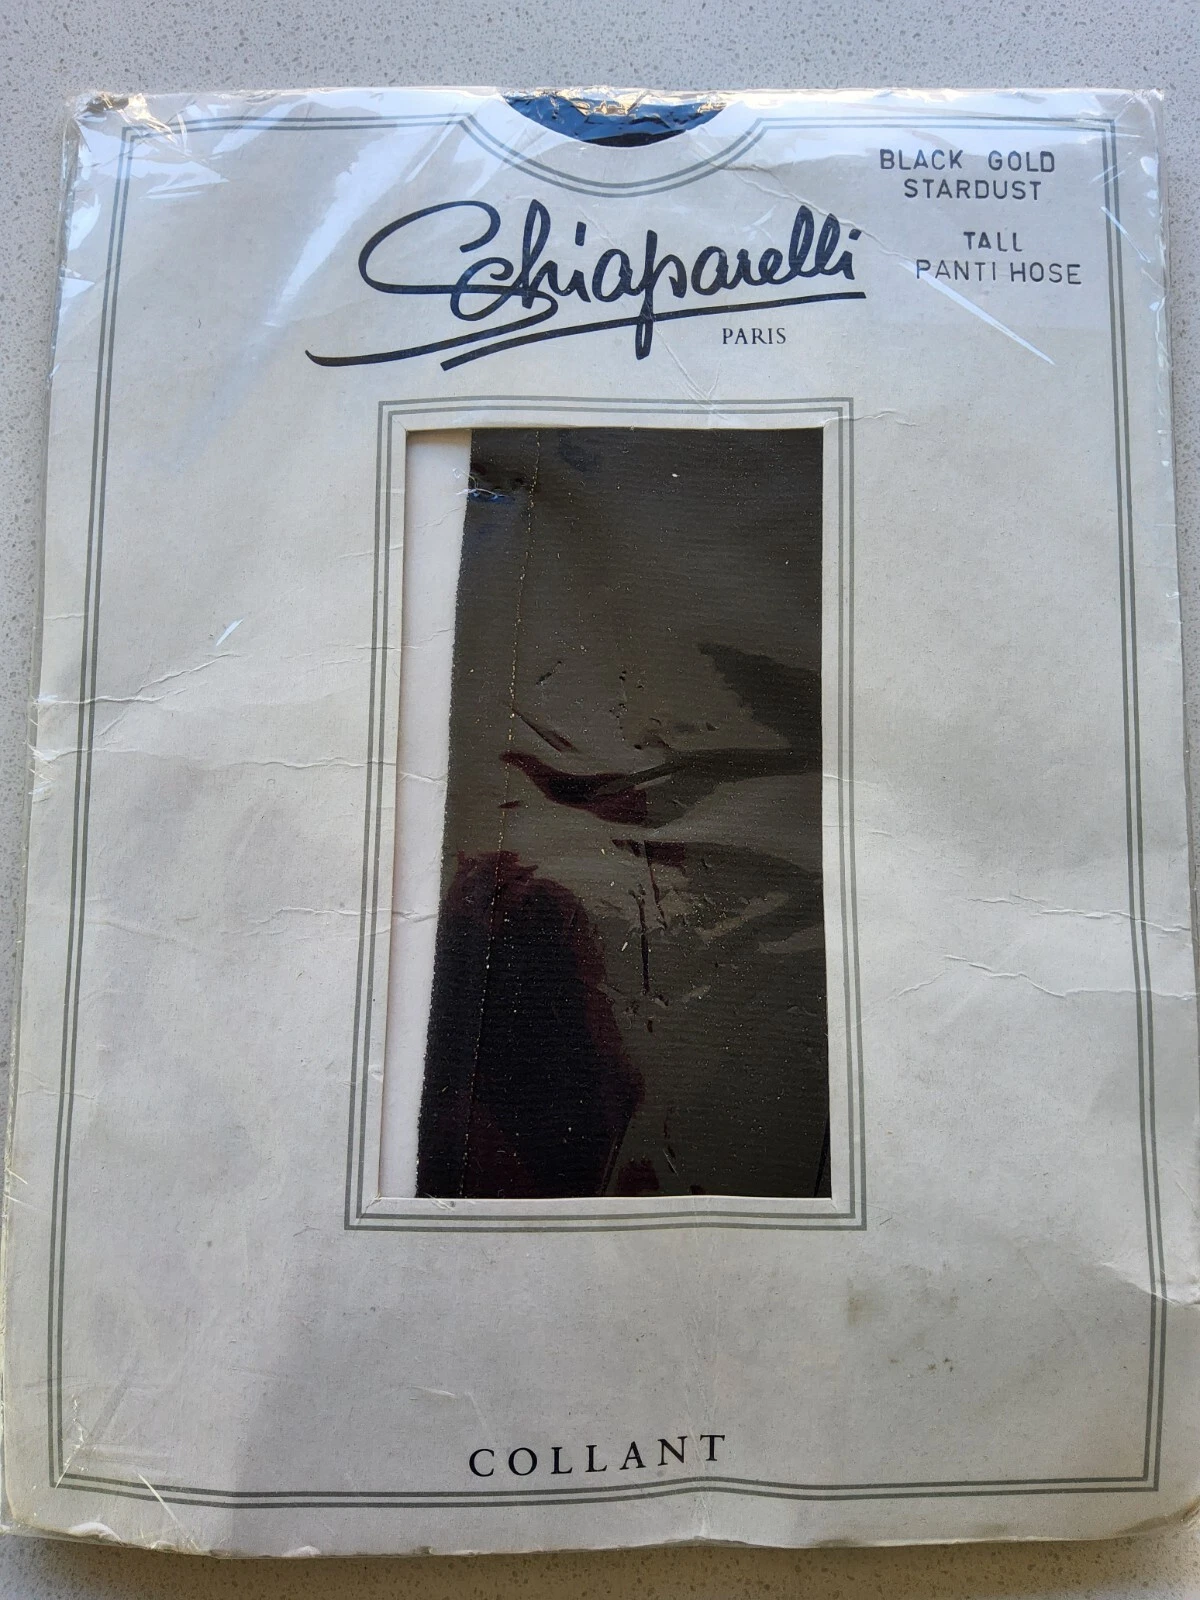 BLACK GOLD
STARDUST
TALL
PANTI HOSE
Schiaparelli
PARIS
COLLANT